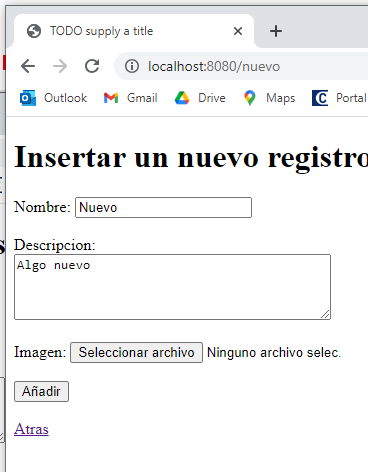 TODO supply a title
localhost:8080/nuevo
Outlook Gmail Drive Maps Portal
Insertar un nuevo registro
Nombre: Nuevo
Descripcion:
Algo nuevo
Imagen: Seleccionar archivo Ninguno archivo selec.
Añadir
Atras